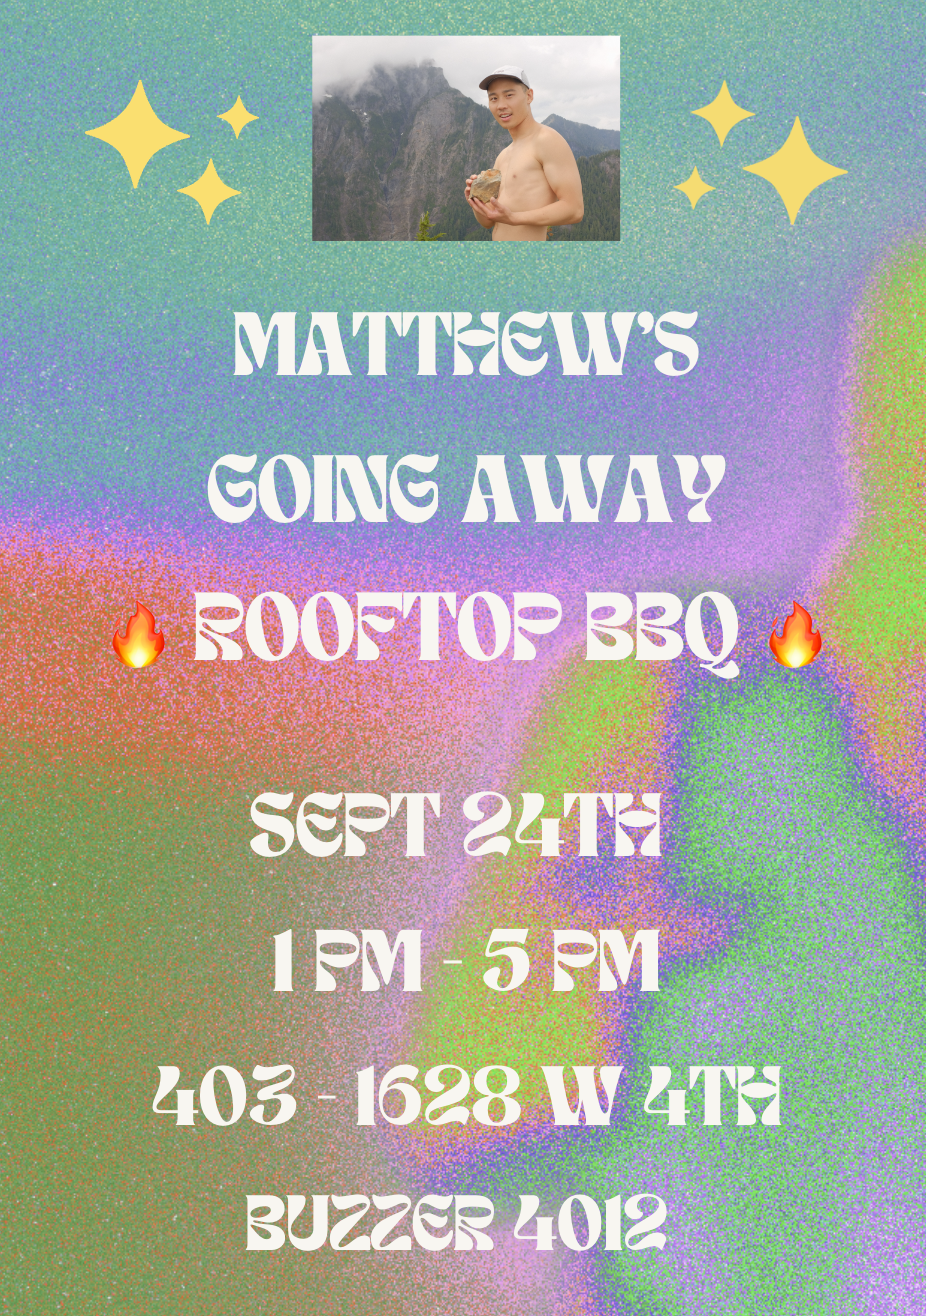 MATTHEW'S
GOING AWAY
🔥 ROOFTOP BBQ 🔥
SEPT 24TH
1 PM - 5 PM
403 - 1628 W 4TH
BUZZER 4012